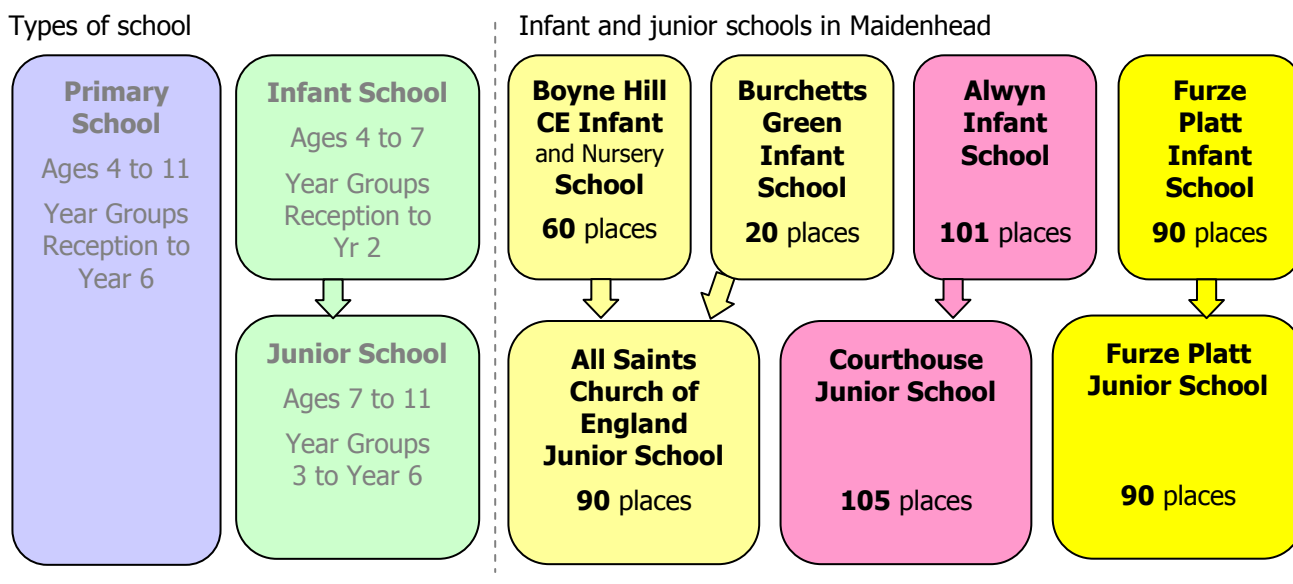 Types of school
Primary
School
Ages 4 to 11
Year Groups
Reception to
Year 6
Infant School
Ages 4 to 7
Year Groups
Reception to
Yr 2
Junior School
Ages 7 to 11
Year Groups
3 to Year 6
Infant and junior schools in Maidenhead
Boyne Hill
CE Infant
and Nursery
School
60 places
Burchetts
Green
Infant
School
20 places
Alwyn
Infant
School
101 places
Furze
Platt
Infant
School
90 places
All Saints
Church of
England
Junior School
90 places
Courthouse
Junior School
105 places
Furze Platt
Junior School
90 places